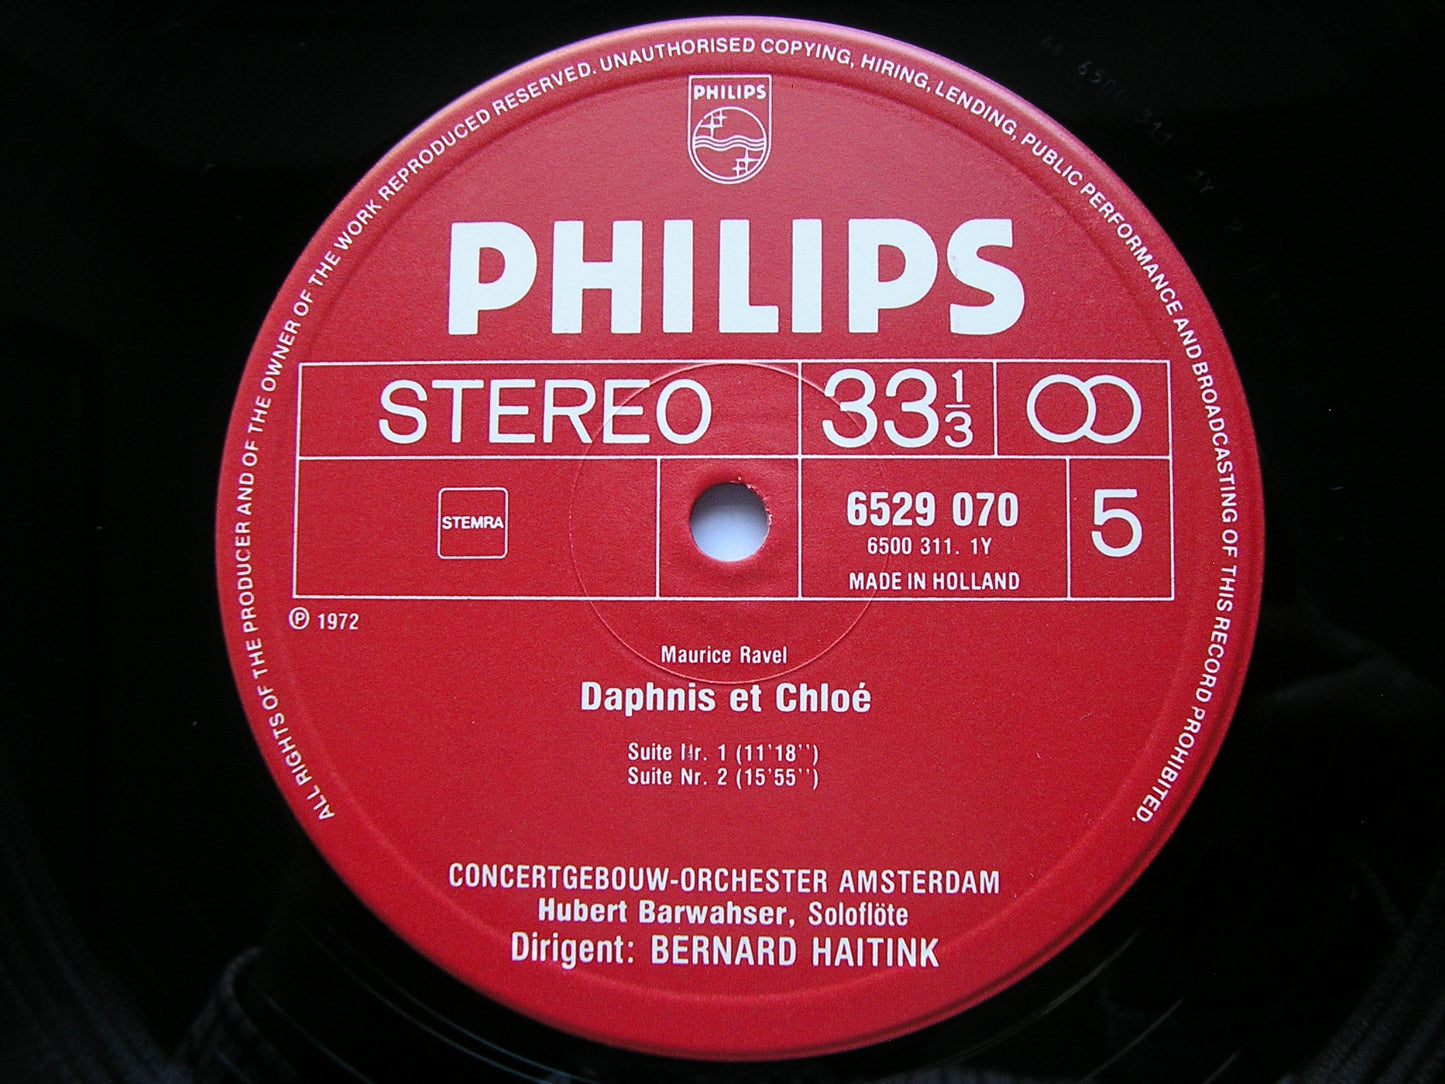 ALL RIGHTS OF THE PRODUCER AND OF THE OWNER OF THE WORK REPRODUCED RESERVED. UNAUTHORISED COPYING, HIRING, LENDING, PUBLIC PERFORMANCE AND BROADCASTING OF THIS RECORD PROHIBITED.
PHILIPS
PHILIPS
STEREO 33 1/3
STEMRA
6529 070 5
6500 311. 1Y
MADE IN HOLLAND
Ⓟ 1972
Maurice Ravel
Daphnis et Chloé
Suite Nr. 1 (11'18'')
Suite Nr. 2 (15'55'')
CONCERTGEBOUW-ORCHESTER AMSTERDAM
Hubert Barwahser, Soloflöte
Dirigent: BERNARD HAITINK